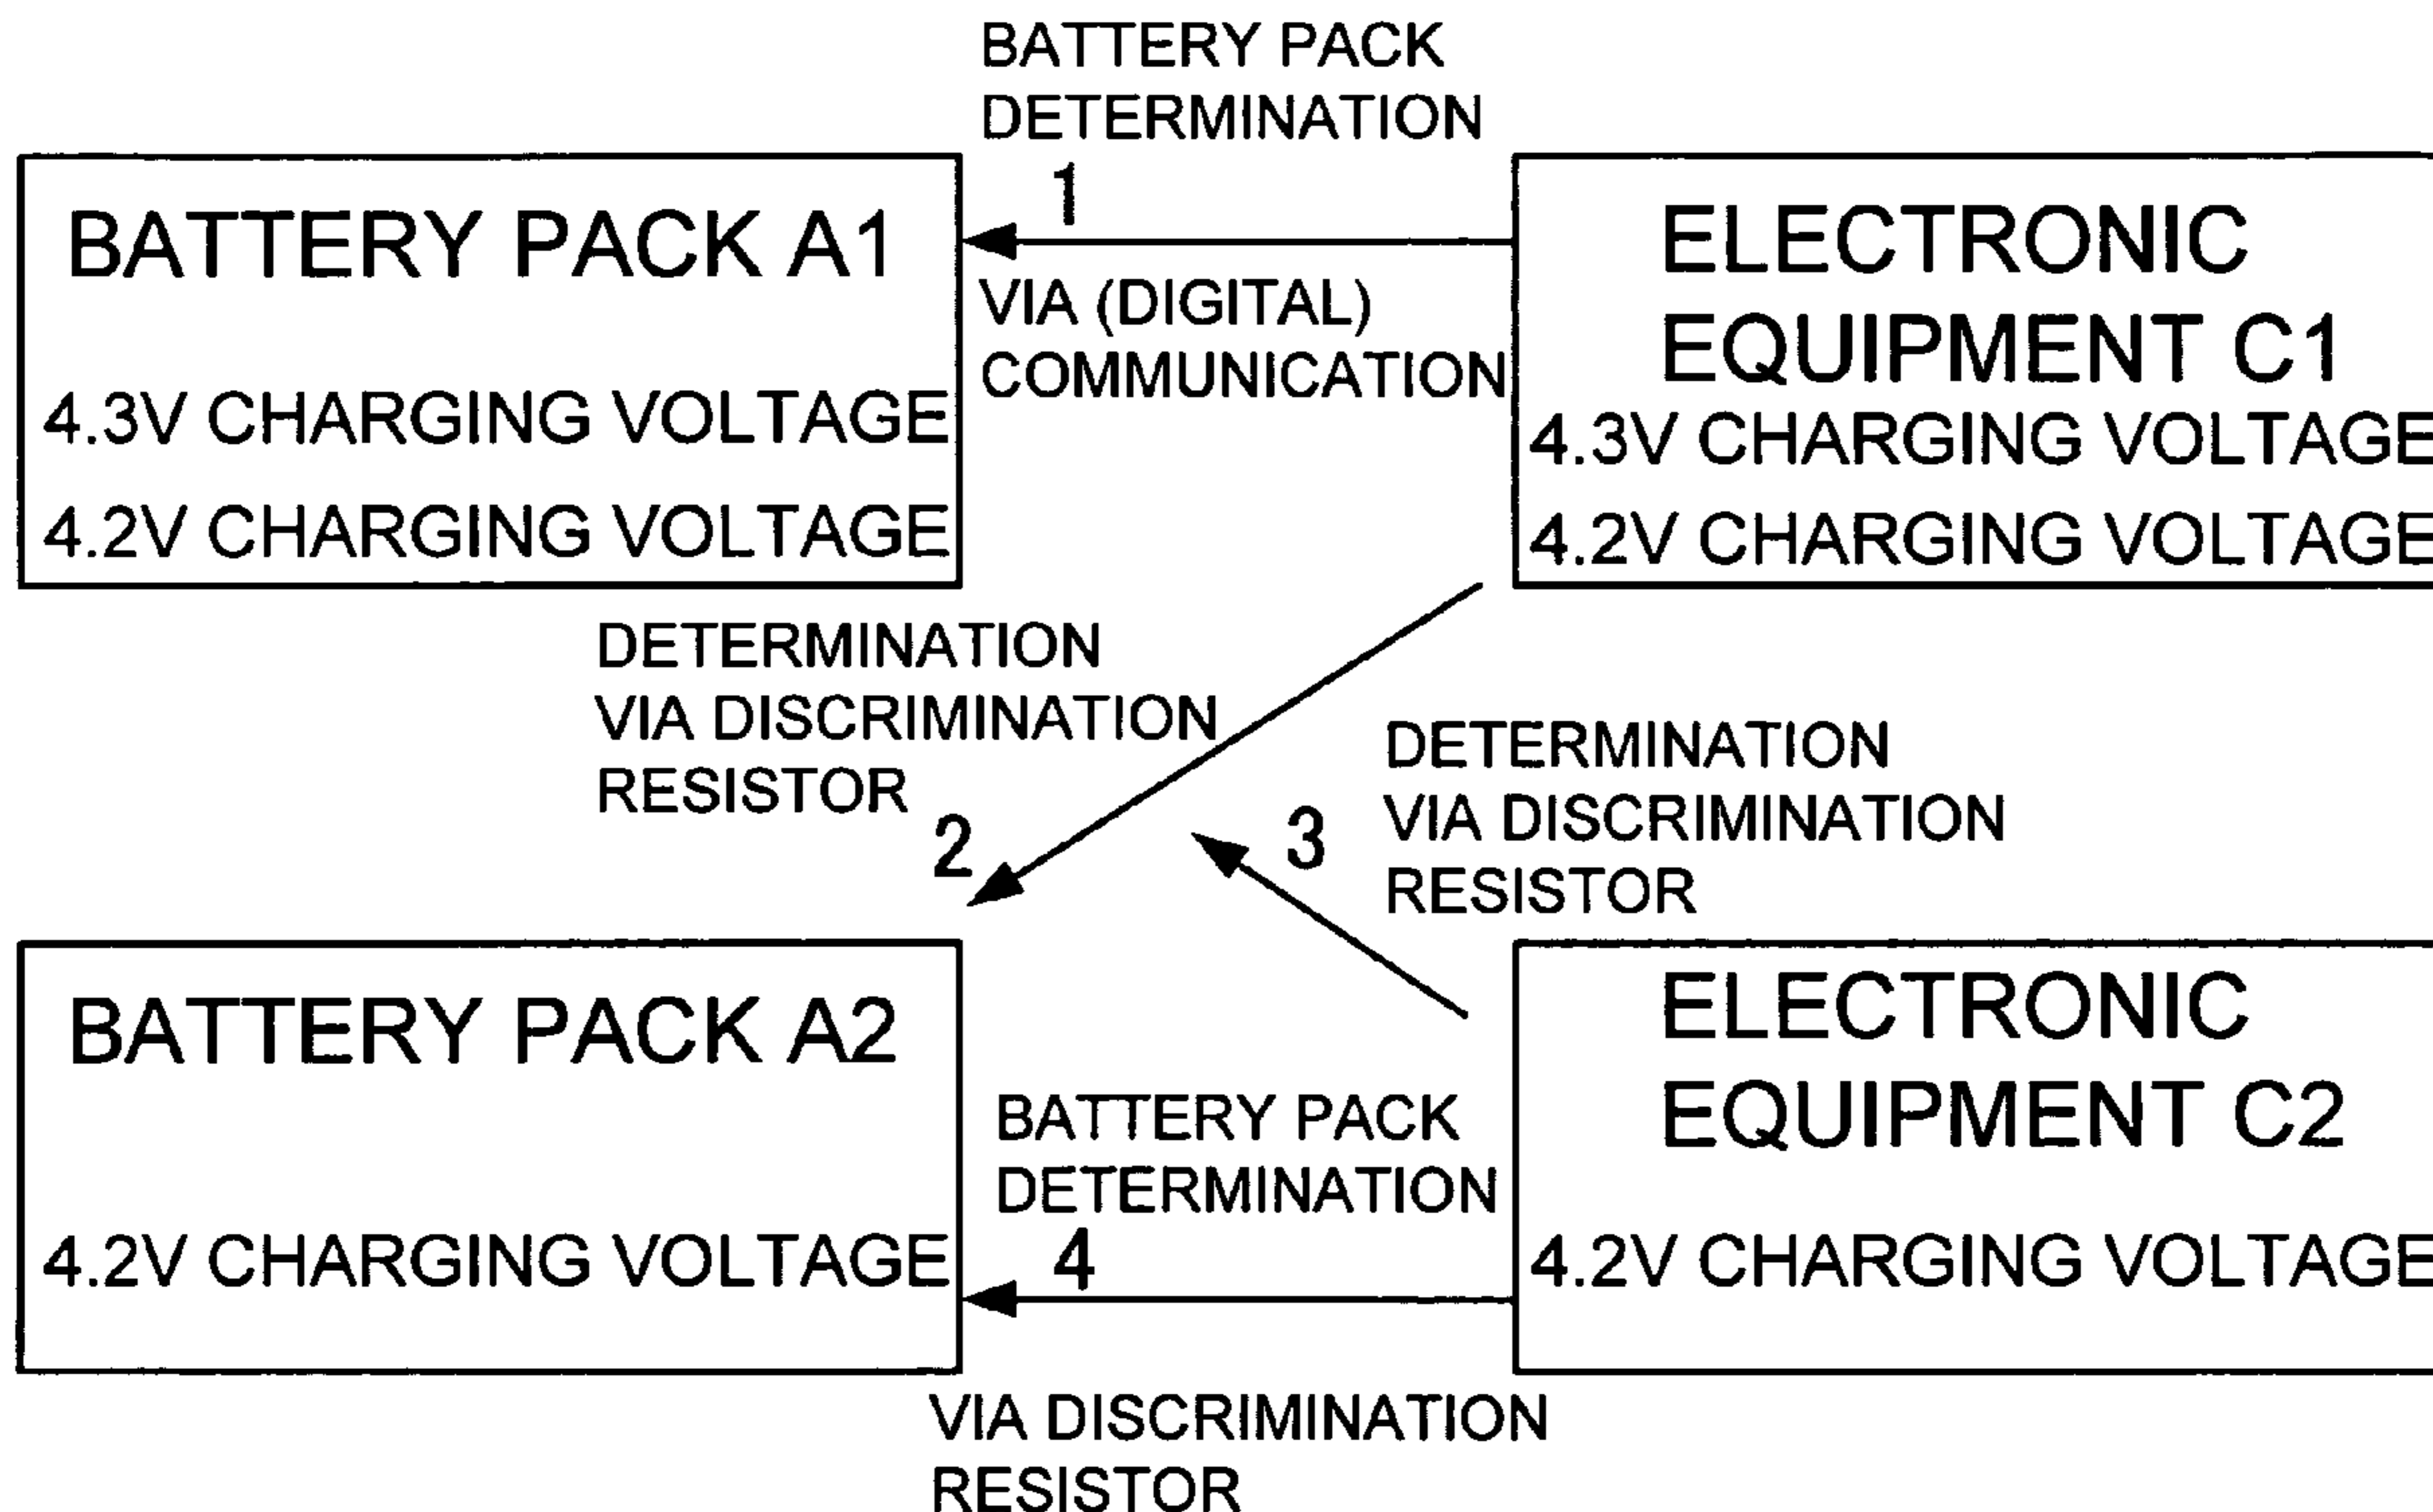 BATTERY PACK
DETERMINATION
1
BATTERY PACK A1
4.3V CHARGING VOLTAGE
4.2V CHARGING VOLTAGE
VIA (DIGITAL)
COMMUNICATION
ELECTRONIC
EQUIPMENT C1
4.3V CHARGING VOLTAGE
4.2V CHARGING VOLTAGE
DETERMINATION
VIA DISCRIMINATION
RESISTOR
2
3
DETERMINATION
VIA DISCRIMINATION
RESISTOR
BATTERY PACK A2
4.2V CHARGING VOLTAGE
BATTERY PACK
DETERMINATION
4
VIA DISCRIMINATION
RESISTOR
ELECTRONIC
EQUIPMENT C2
4.2V CHARGING VOLTAGE